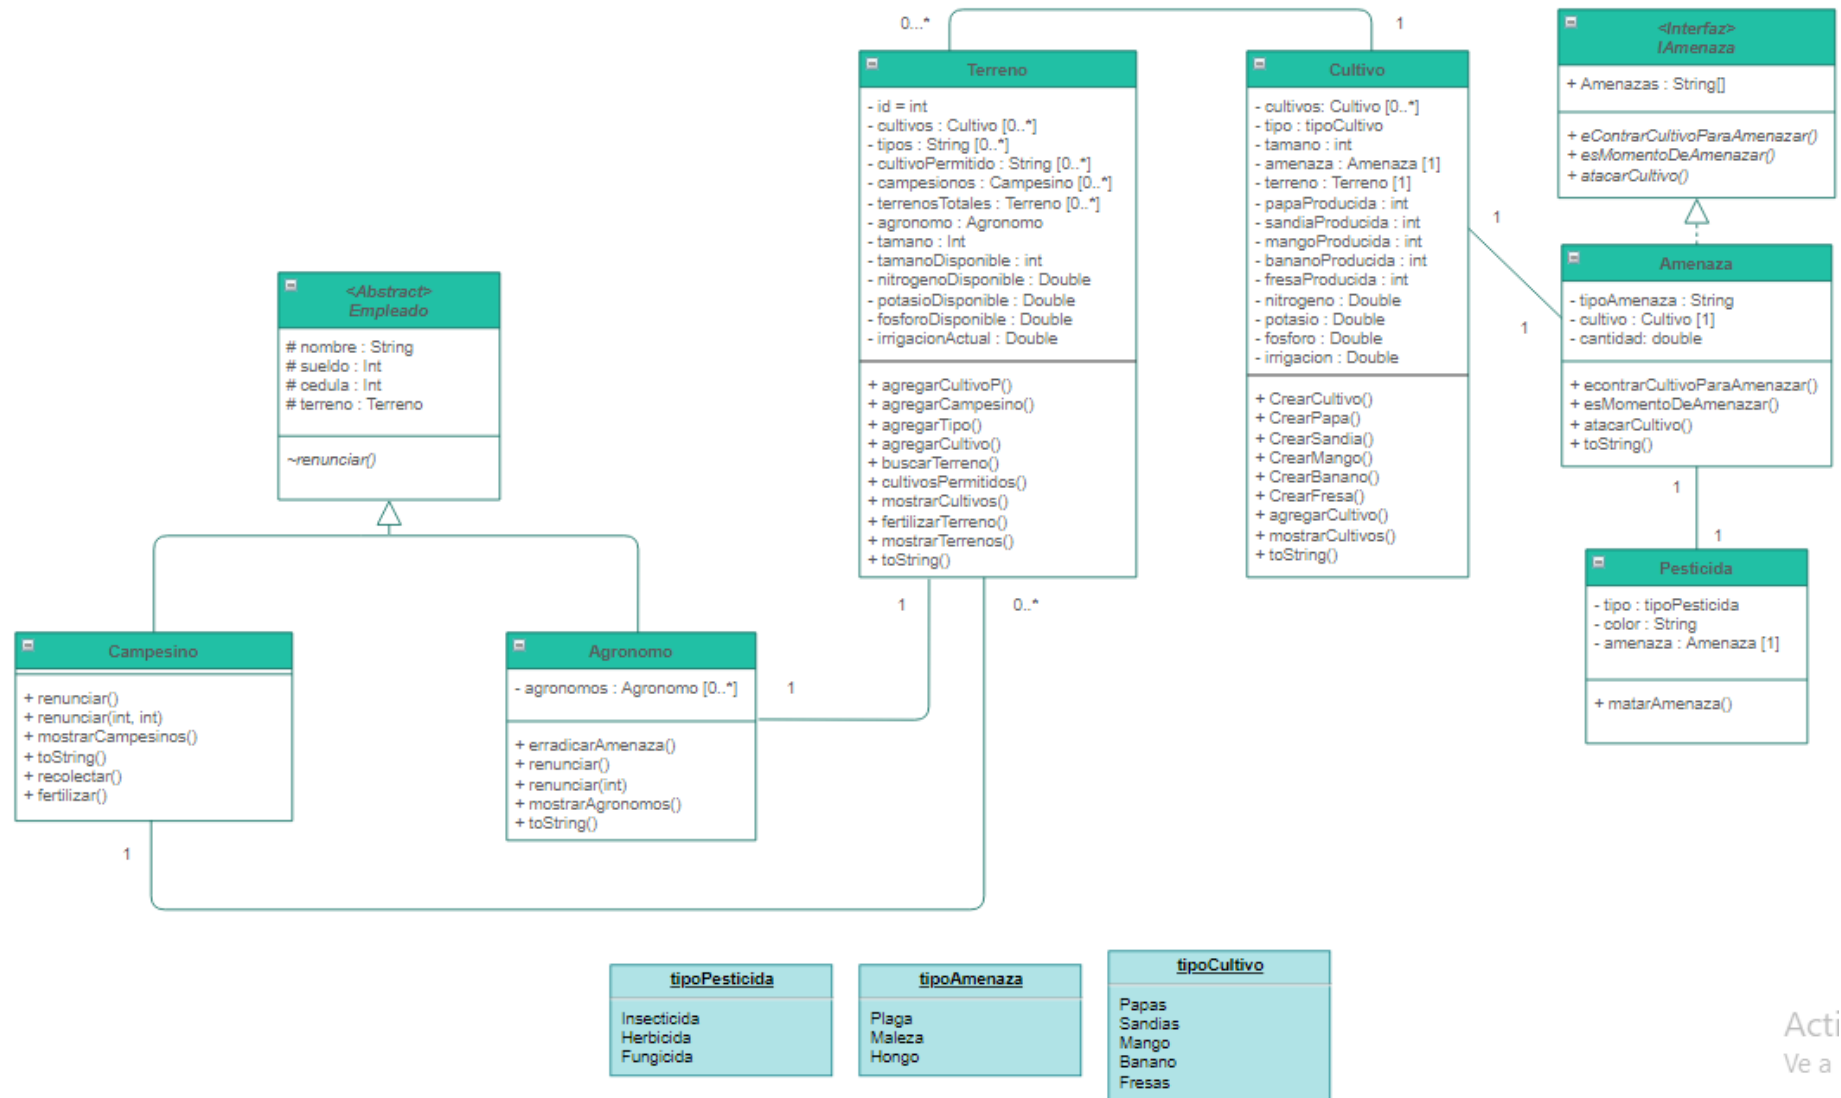 0...*
1
Terreno
- id = int
- cultivos : Cultivo [0..*]
- tipos : String [0..*]
- cultivoPermitido : String [0..*]
- campesionos : Campesino [0..*]
- terrenosTotales : Terreno [0..*]
- agronomo : Agronomo
- tamano : Int
- tamanoDisponible : int
- nitrogenoDisponible : Double
- potasioDisponible : Double
- fosforoDisponible : Double
- irrigacionActual : Double
+ agregarCultivoP()
+ agregarCampesino()
+ agregarTipo()
+ agregarCultivo()
+ buscarTerreno()
+ cultivosPermitidos()
+ mostrarCultivos()
+ fertilizarTerreno()
+ mostrarTerrenos()
+ toString()
Cultivo
- cultivos: Cultivo [0..*]
- tipo : tipoCultivo
- tamano : int
- amenaza : Amenaza [1]
- terreno : Terreno [1]
- papaProducida : int
- sandiaProducida : int
- mangoProducida : int
- bananoProducida : int
- fresaProducida : int
- nitrogeno : Double
- potasio : Double
- fosforo : Double
- irrigacion : Double
+ CrearCultivo()
+ CrearPapa()
+ CrearSandia()
+ CrearMango()
+ CrearBanano()
+ CrearFresa()
+ agregarCultivo()
+ mostrarCultivos()
+ toString()
<Interfaz>
IAmenaza
+ Amenazas : String[]
+ eContrarCultivoParaAmenazar()
+ esMomentoDeAmenazar()
+ atacarCultivo()
1
1
Amenaza
- tipoAmenaza : String
- cultivo : Cultivo [1]
- cantidad: double
+ econtrarCultivoParaAmenazar()
+ esMomentoDeAmenazar()
+ atacarCultivo()
+ toString()
1
1
Pesticida
- tipo : tipoPesticida
- color : String
- amenaza : Amenaza [1]
+ matarAmenaza()
<Abstract>
Empleado
# nombre : String
# sueldo : Int
# cedula : Int
# terreno : Terreno
~renunciar()
1
0..*
Campesino
+ renunciar()
+ renunciar(int, int)
+ mostrarCampesinos()
+ toString()
+ recolectar()
+ fertilizar()
1
Agronomo
- agronomos : Agronomo [0..*]
+ erradicarAmenaza()
+ renunciar()
+ renunciar(int)
+ mostrarAgronomos()
+ toString()
1
tipoPesticida
Insecticida
Herbicida
Fungicida
tipoAmenaza
Plaga
Maleza
Hongo
tipoCultivo
Papas
Sandias
Mango
Banano
Fresas
Acti
Ve a